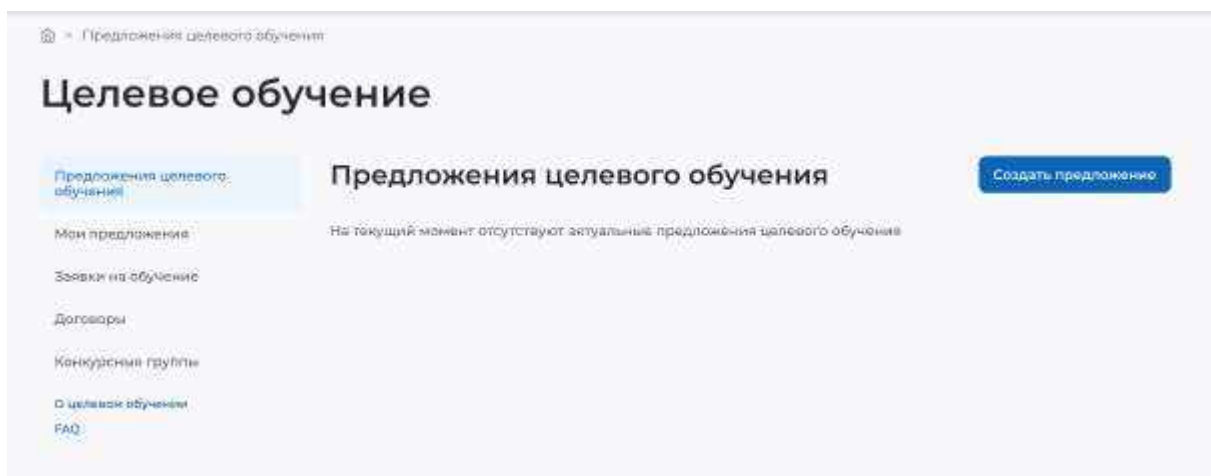 Предложения целевого обучения
Целевое обучение
Предложения целевого
обучения
Мои предложения
Заявки на обучение
Договоры
Конкурсные группы
О целевом обучении
FAQ
Предложения целевого обучения
Создать предложение
На текущий момент отсутствуют актуальные предложения целевого обучения